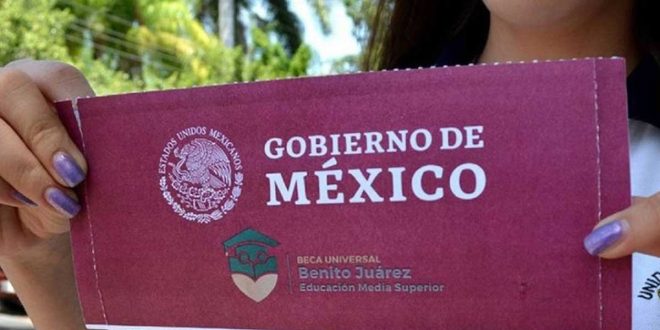 ESTADOS UNIDOS MEXICANOS
GOBIERNO DE
MÉXICO
BECA UNIVERSAL
Benito Juárez
Educación Media Superior